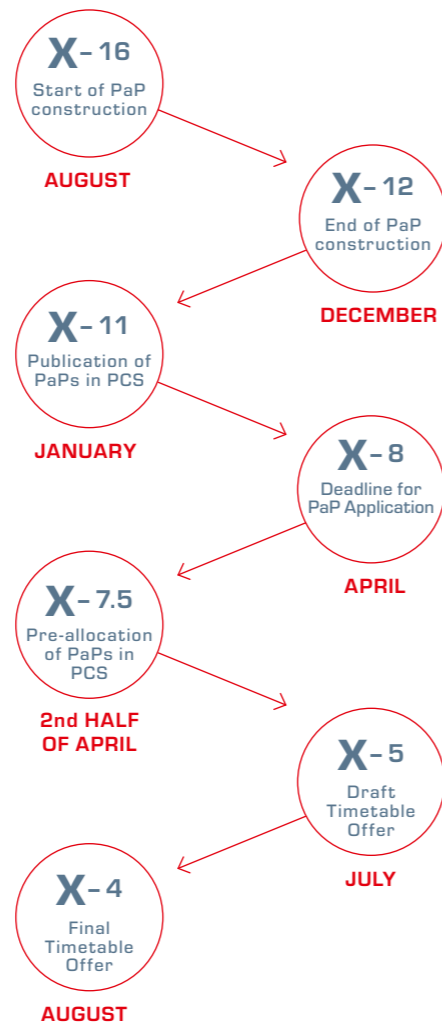 X-16
Start of PaP
construction
AUGUST
X-12
End of PaP
construction
DECEMBER
X-11
Publication of
PaPs in PCS
JANUARY
X-8
Deadline for
PaP Application
APRIL
X-7.5
Pre-allocation
of PaPs in
PCS
2nd HALF
OF APRIL
X-5
Draft
Timetable
Offer
JULY
X-4
Final
Timetable
Offer
AUGUST